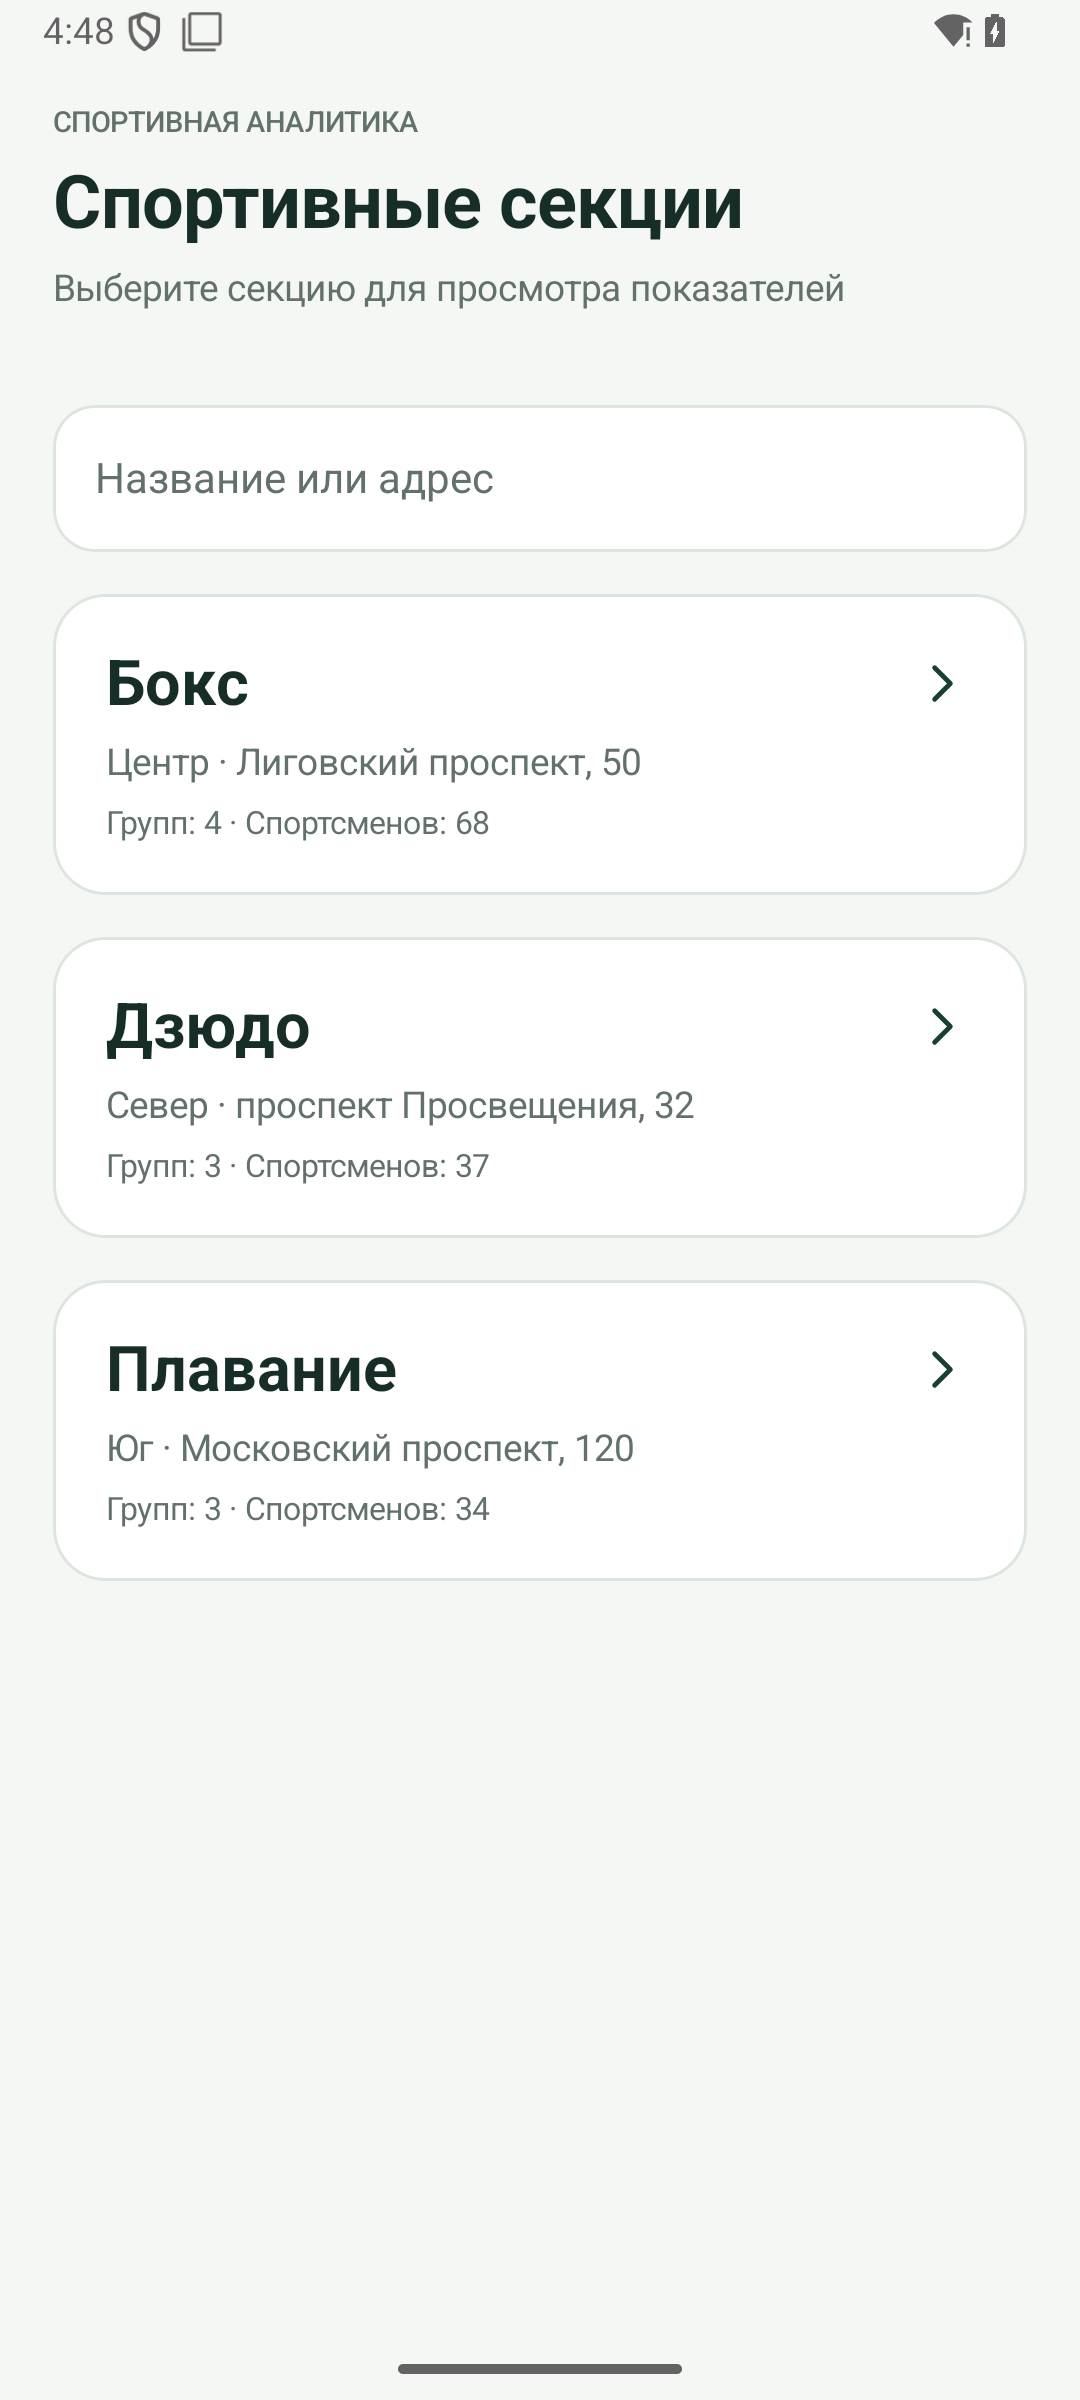 4:48
СПОРТИВНАЯ АНАЛИТИКА
Спортивные секции
Выберите секцию для просмотра показателей
Название или адрес
Бокс
Центр · Лиговский проспект, 50
Групп: 4 · Спортсменов: 68
Дзюдо
Север · проспект Просвещения, 32
Групп: 3 · Спортсменов: 37
Плавание
Юг · Московский проспект, 120
Групп: 3 · Спортсменов: 34